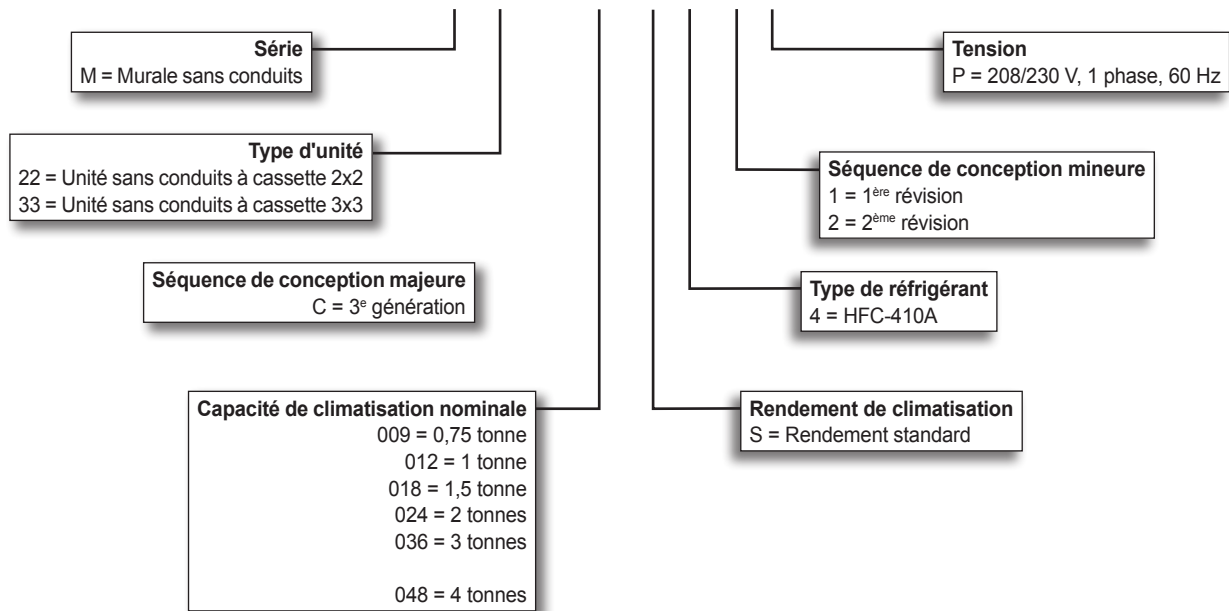 Série
M = Murale sans conduits
Type d'unité
22 = Unité sans conduits à cassette 2x2
33 = Unité sans conduits à cassette 3x3
Séquence de conception majeure
C = 3e génération
Capacité de climatisation nominale
009 = 0,75 tonne
012 = 1 tonne
018 = 1,5 tonne
024 = 2 tonnes
036 = 3 tonnes
048 = 4 tonnes
Tension
P = 208/230 V, 1 phase, 60 Hz
Séquence de conception mineure
1 = 1ère révision
2 = 2ème révision
Type de réfrigérant
4 = HFC-410A
Rendement de climatisation
S = Rendement standard